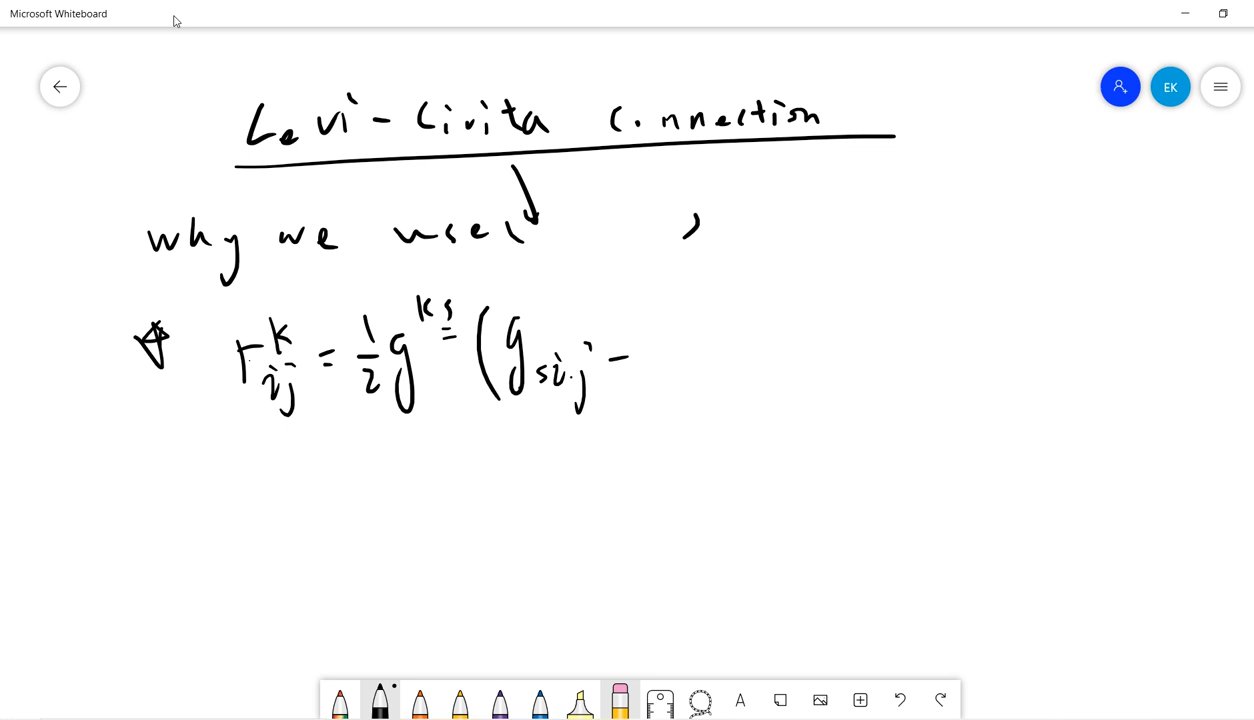 Microsoft Whiteboard
EK
Levi-Civita Connection
why we use ( )
☆ Γ^k_ij = 1/2 g^ks (g_si,j -
A